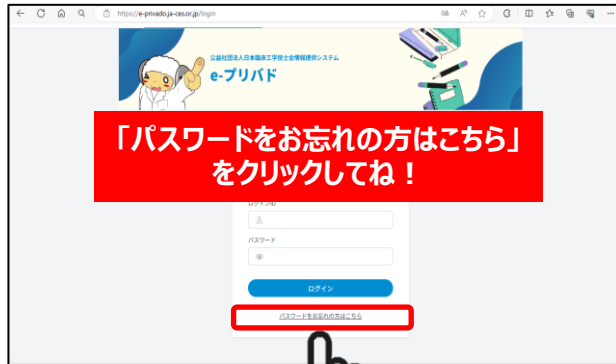 https://e-privado.ja-ces.or.jp/login
公益社団法人日本臨床工学技士会情報提供システム
e-プリバド
「パスワードをお忘れの方はこちら」
をクリックしてね！
ログインID
パスワード
ログイン
パスワードをお忘れの方はこちら